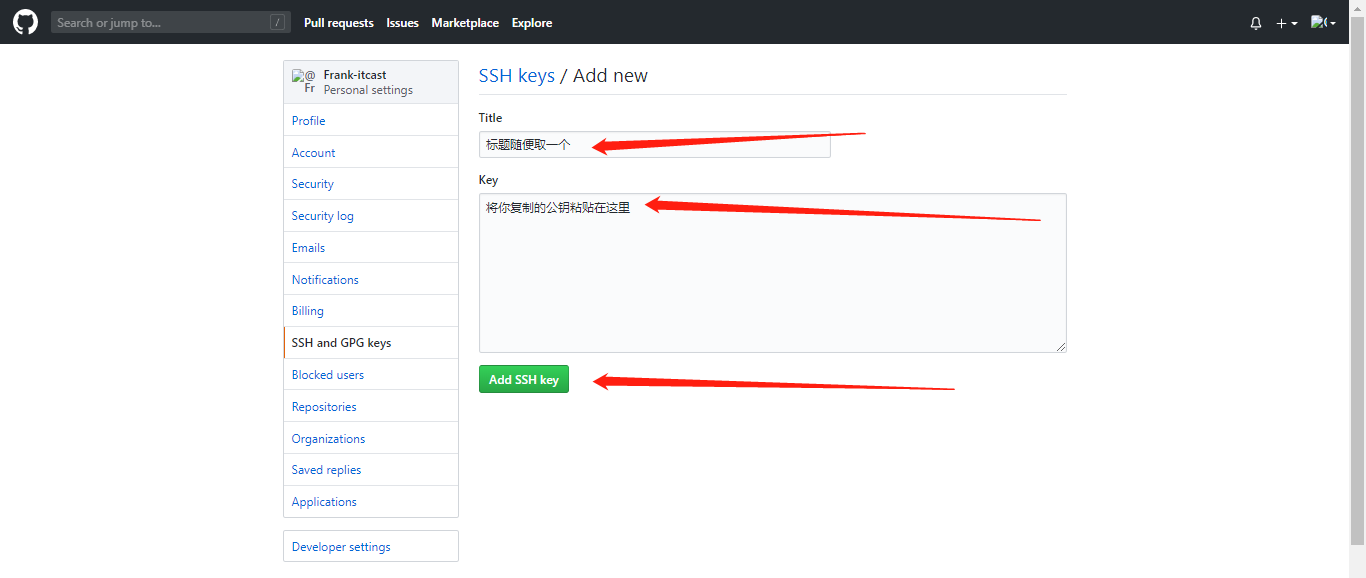 Search or jump to... /
Pull requests Issues Marketplace Explore
@
Fr
Frank-itcast
Personal settings
Profile
Account
Security
Security log
Emails
Notifications
Billing
SSH and GPG keys
Blocked users
Repositories
Organizations
Saved replies
Applications
Developer settings
SSH keys / Add new
Title
标题随便取一个
Key
将你复制的公钥粘贴在这里
Add SSH key